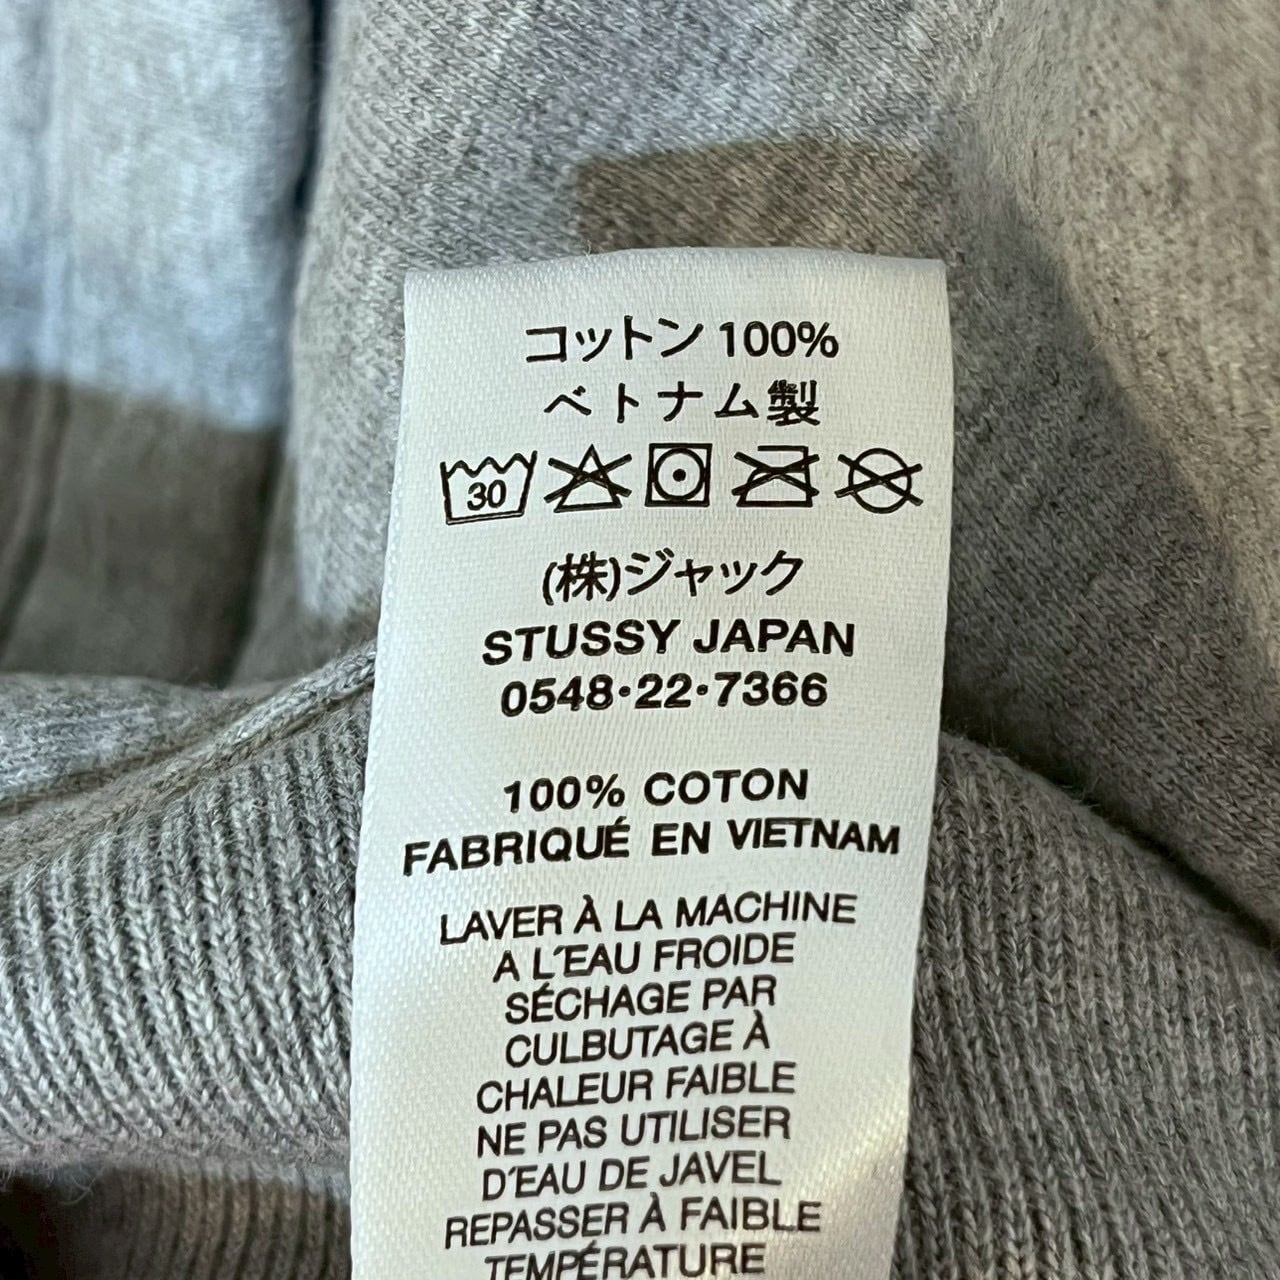 コットン 100%
ベトナム製
30
(株)ジャック
STUSSY JAPAN
0548・22・7366
100% COTON
FABRIQUÉ EN VIETNAM
LAVER À LA MACHINE
A L'EAU FROIDE
SÉCHAGE PAR
CULBUTAGE À
CHALEUR FAIBLE
NE PAS UTILISER
D'EAU DE JAVEL
REPASSER À FAIBLE
TEMPÉRATURE